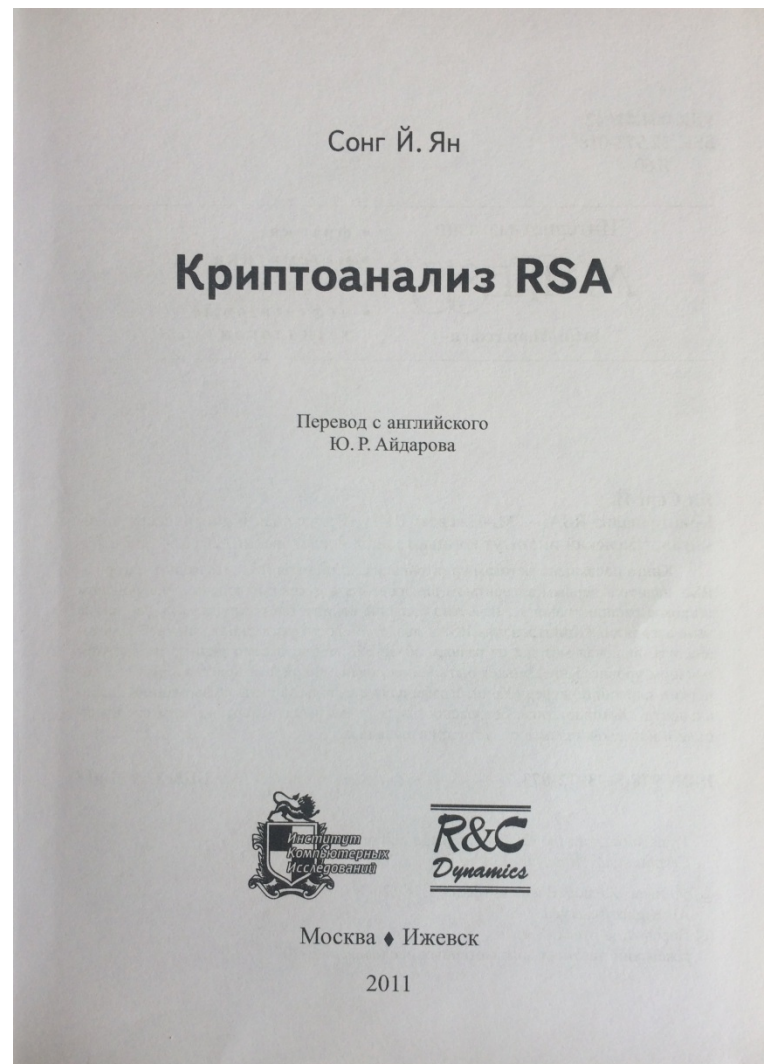 Сонг Й. Ян
Криптоанализ RSA
Перевод с английского
Ю. Р. Айдарова
Институт
Компьютерных
Исследований
R&C
Dynamics
Москва ♦ Ижевск
2011